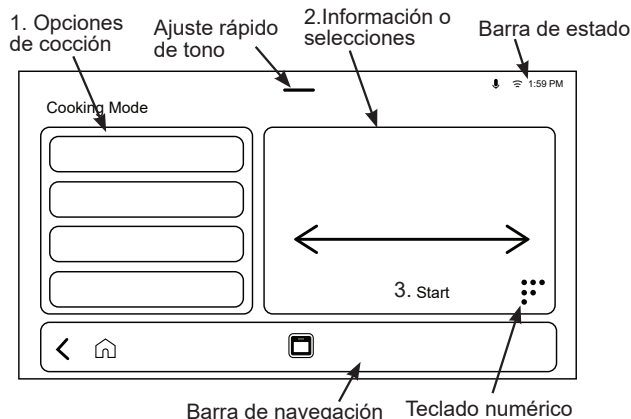 1. Opciones
de cocción
Ajuste rápido
de tono
2.Información o
selecciones
Barra de estado
1:59 PM
Cooking Mode
3. Start
Barra de navegación
Teclado numérico